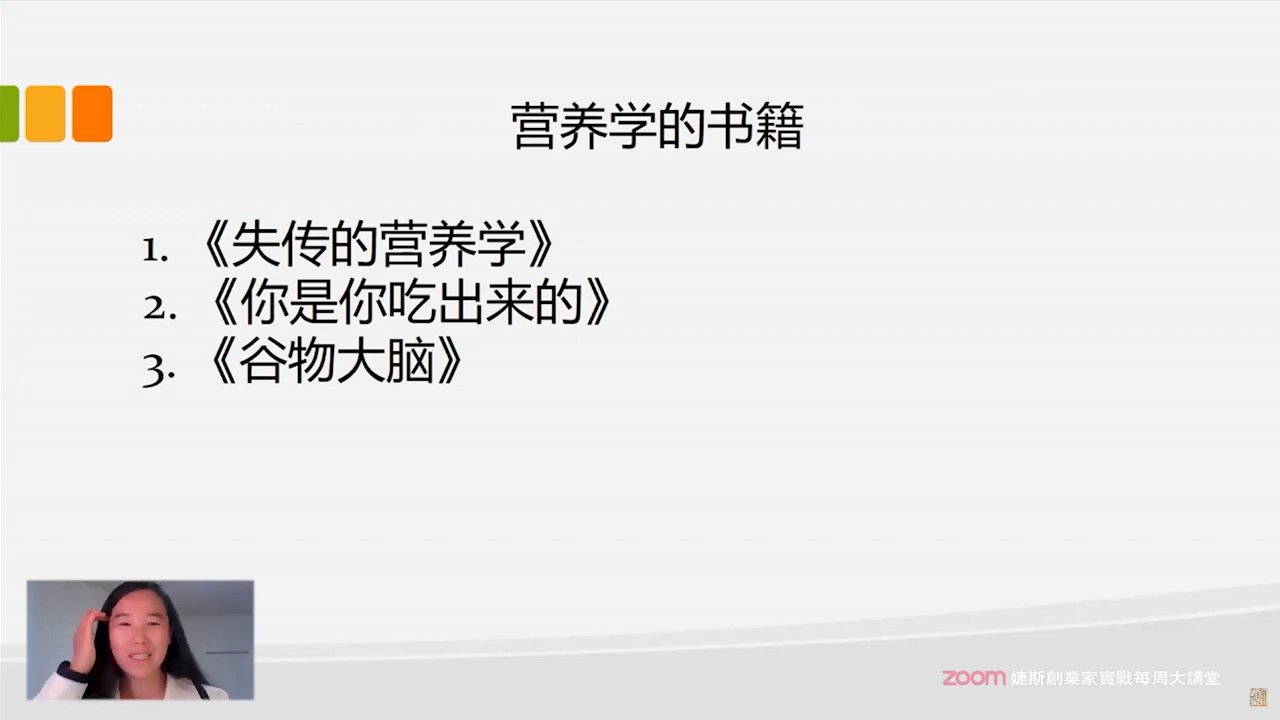 营养学的书籍
1. 《失传的营养学》
2. 《你是你吃出来的》
3. 《谷物大脑》
zoom 婕斯創業家實戰每周大講堂